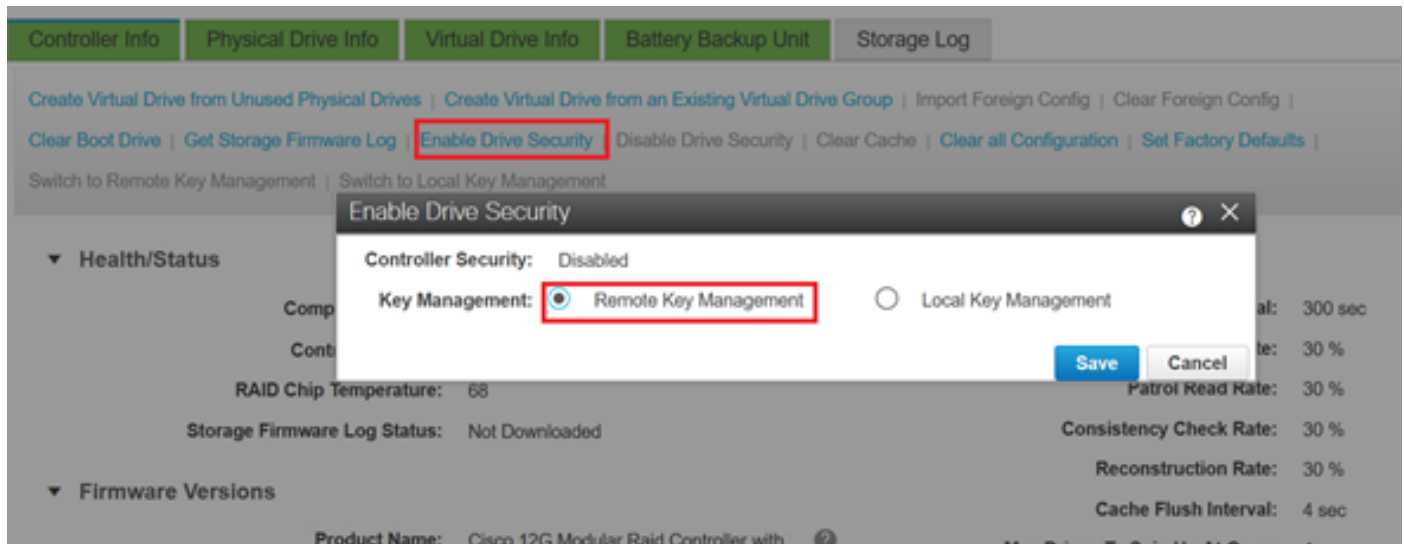 Controller Info Physical Drive Info Virtual Drive Info Battery Backup Unit Storage Log
Create Virtual Drive from Unused Physical Drives | Create Virtual Drive from an Existing Virtual Drive Group | Import Foreign Config | Clear Foreign Config |
Clear Boot Drive | Get Storage Firmware Log | Enable Drive Security | Disable Drive Security | Clear Cache | Clear all Configuration | Set Factory Defaults |
Switch to Remote Key Management | Switch to Local Key Management
Enable Drive Security ? ×
Controller Security: Disabled
Key Management: Remote Key Management Local Key Management
Save Cancel
▼ Health/Status
Comp al: 300 sec
Cont te: 30 %
RAID Chip Temperature: 68 Patrol Read Rate: 30 %
Storage Firmware Log Status: Not Downloaded Consistency Check Rate: 30 %
Reconstruction Rate: 30 %
▼ Firmware Versions
Cache Flush Interval: 4 sec
Product Name: Cisco 12G Modular Raid Controller with ?